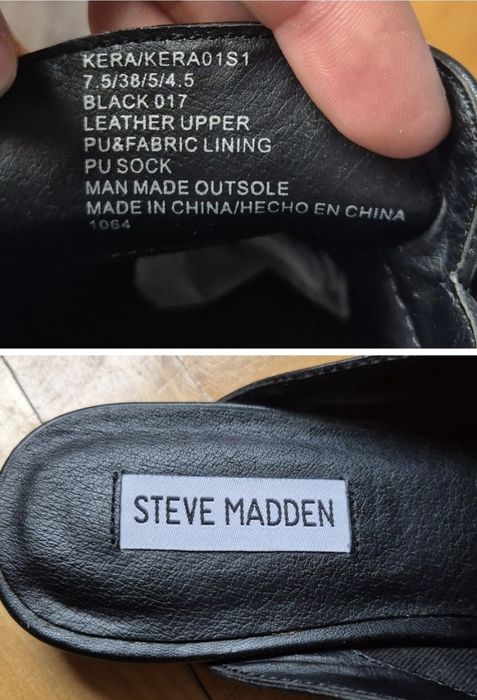 KERA/KERA01S1
7.5/38/5/4.5
BLACK 017
LEATHER UPPER
PU&FABRIC LINING
PU SOCK
MAN MADE OUTSOLE
MADE IN CHINA/HECHO EN CHINA
1064
STEVE MADDEN